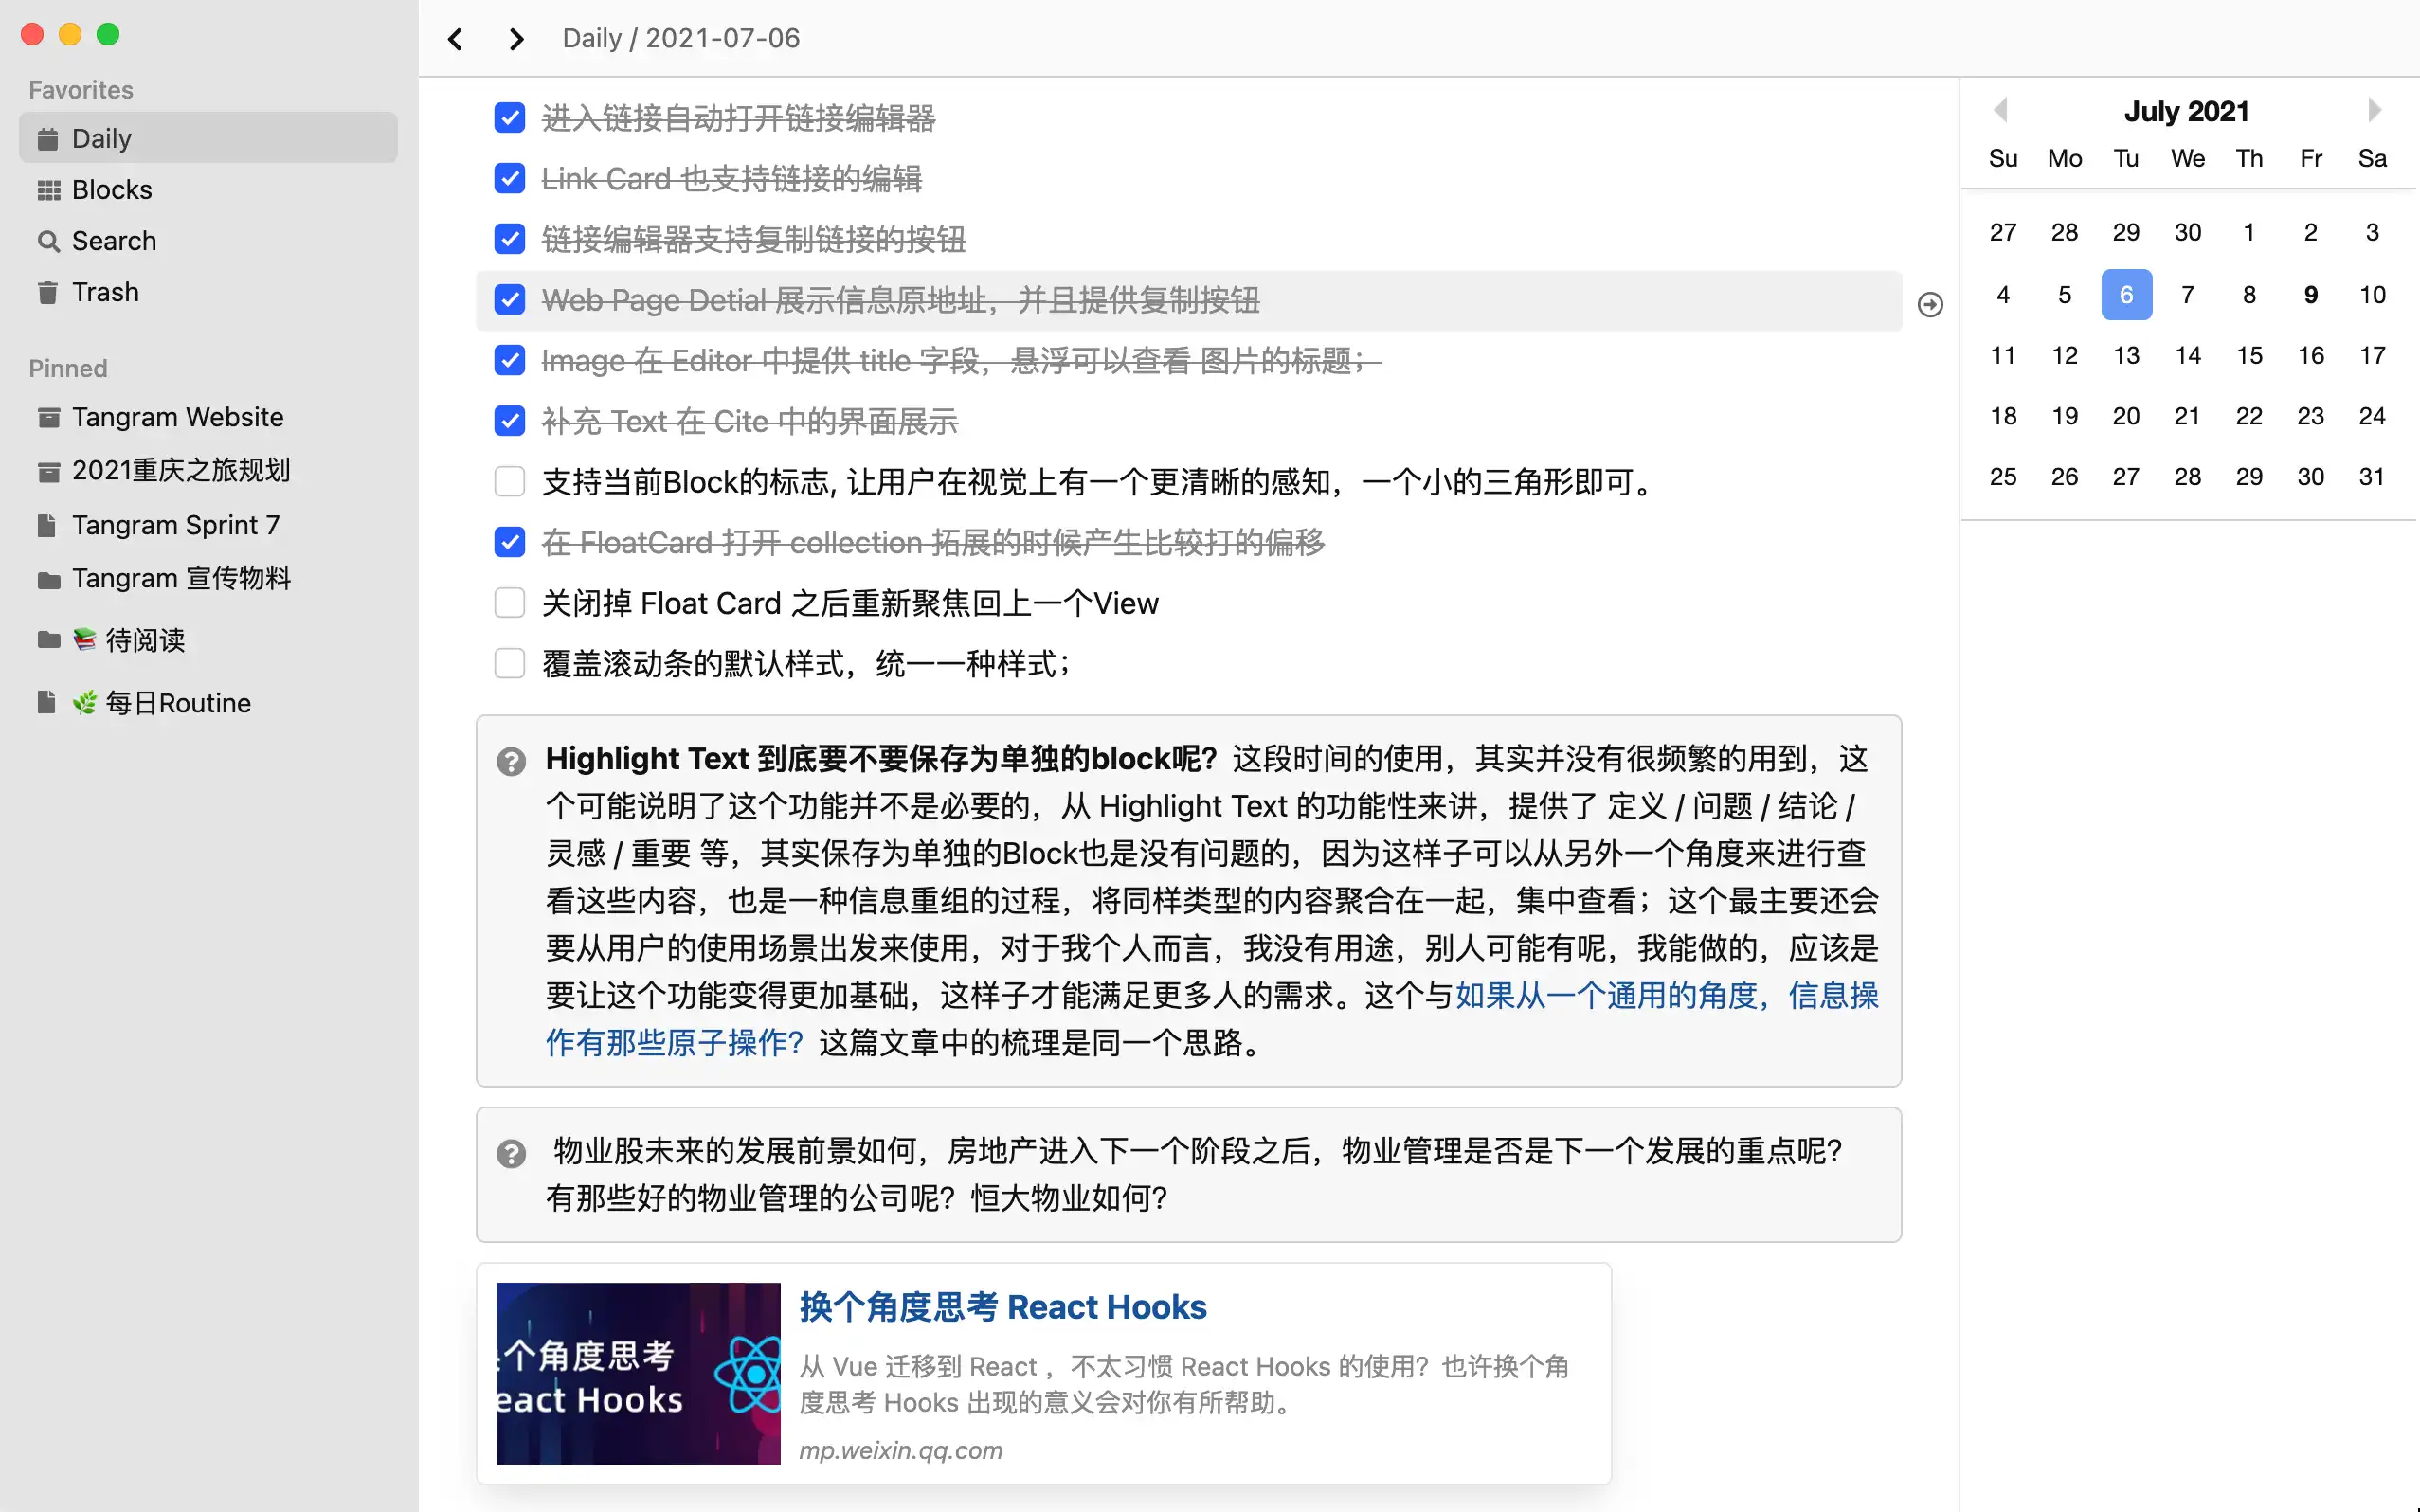 Favorites
Daily
Blocks
Search
Trash
Pinned
Tangram Website
2021重庆之旅规划
Tangram Sprint 7
Tangram 宣传物料
📚 待阅读
🌿 每日Routine
Daily / 2021-07-06
进入链接自动打开链接编辑器
Link Card 也支持链接的编辑
链接编辑器支持复制链接的按钮
Web Page Detial 展示信息原地址，并且提供复制按钮
Image 在 Editor 中提供 title 字段，悬浮可以查看 图片的标题；
补充 Text 在 Cite 中的界面展示
支持当前Block的标志, 让用户在视觉上有一个更清晰的感知，一个小的三角形即可。
在 FloatCard 打开 collection 拓展的时候产生比较打的偏移
关闭掉 Float Card 之后重新聚焦回上一个View
覆盖滚动条的默认样式，统一一种样式；
Highlight Text 到底要不要保存为单独的block呢？这段时间的使用，其实并没有很频繁的用到，这
个可能说明了这个功能并不是必要的，从 Highlight Text 的功能性来讲，提供了 定义 / 问题 / 结论 /
灵感 / 重要 等，其实保存为单独的Block也是没有问题的，因为这样子可以从另外一个角度来进行查
看这些内容，也是一种信息重组的过程，将同样类型的内容聚合在一起，集中查看；这个最主要还会
要从用户的使用场景出发来使用，对于我个人而言，我没有用途，别人可能有呢，我能做的，应该是
要让这个功能变得更加基础，这样子才能满足更多人的需求。这个与如果从一个通用的角度，信息操
作有那些原子操作？这篇文章中的梳理是同一个思路。
物业股未来的发展前景如何，房地产进入下一个阶段之后，物业管理是否是下一个发展的重点呢？
有那些好的物业管理的公司呢？恒大物业如何？
个角度思考
eact Hooks
换个角度思考 React Hooks
从 Vue 迁移到 React ，不太习惯 React Hooks 的使用？也许换个角
度思考 Hooks 出现的意义会对你有所帮助。
mp.weixin.qq.com
July 2021
Su Mo Tu We Th Fr Sa
27 28 29 30 1 2 3
4 5 6 7 8 9 10
11 12 13 14 15 16 17
18 19 20 21 22 23 24
25 26 27 28 29 30 31